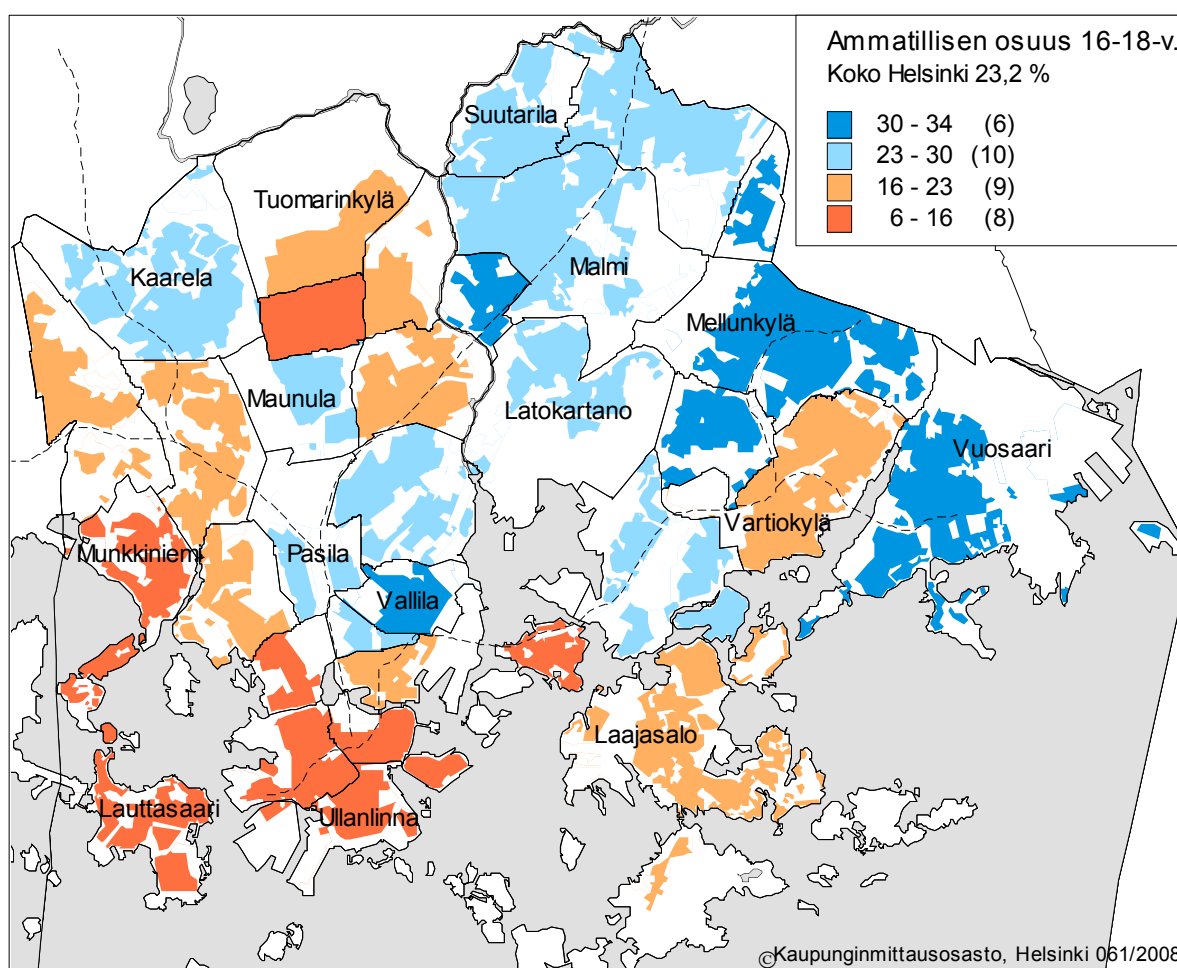 Ammatillisen osuus 16-18-v.
Koko Helsinki 23,2 %
30 - 34 (6)
23 - 30 (10)
16 - 23 (9)
6 - 16 (8)
Suutarila
Tuomarinkylä
Kaarela
Malmi
Mellunkylä
Maunula
Latokartano
Vuosaari
Vartiokylä
Munkkiniemi
Pasila
Vallila
Laajasalo
Lauttasaari
Ullanlinna
©Kaupunginmittausosasto, Helsinki 061/2008